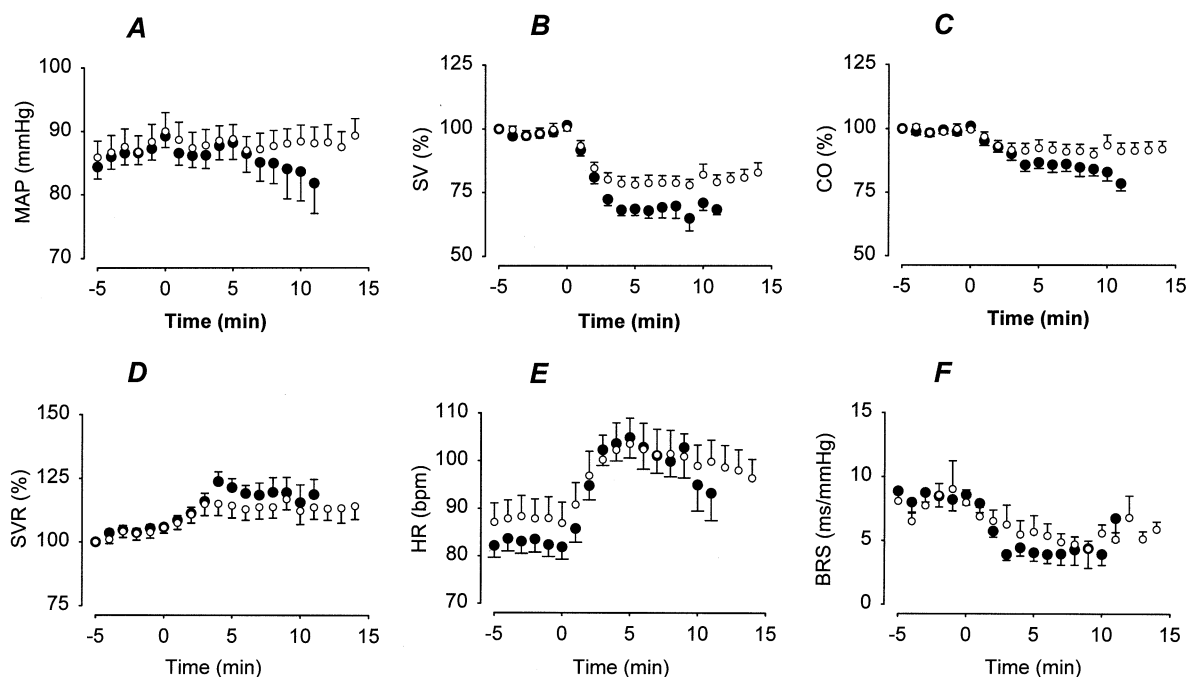 A
MAP (mmHg)
100
90
80
70
-5 0 5 10 15
Time (min)
B
SV (%)
125
100
75
50
-5 0 5 10 15
Time (min)
C
CO (%)
125
100
75
50
-5 0 5 10 15
Time (min)
D
SVR (%)
150
125
100
75
-5 0 5 10 15
Time (min)
E
HR (bpm)
110
100
90
80
70
-5 0 5 10 15
Time (min)
F
BRS (ms/mmHg)
15
10
5
0
-5 0 5 10 15
Time (min)